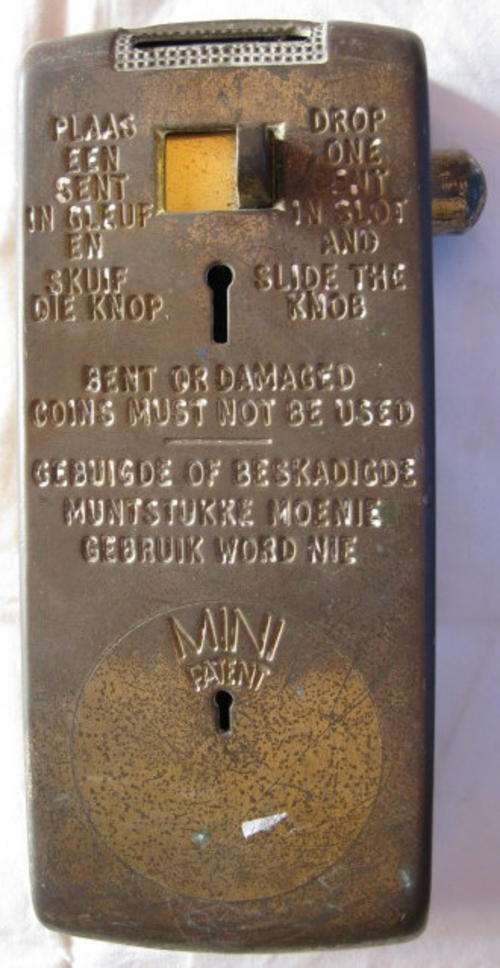 PLAAS
EEN
SENT
IN GLEUF
EN
SKUIF
DIE KNOP.
DROP
ONE
CENT
IN SLOT
AND
SLIDE THE
KNOB
BENT OR DAMAGED
COINS MUST NOT BE USED
GEBUIGDE OF BESKADIGDE
MUNTSTUKKE MOENIE
GEBRUIK WORD NIE
MINI
PATENT